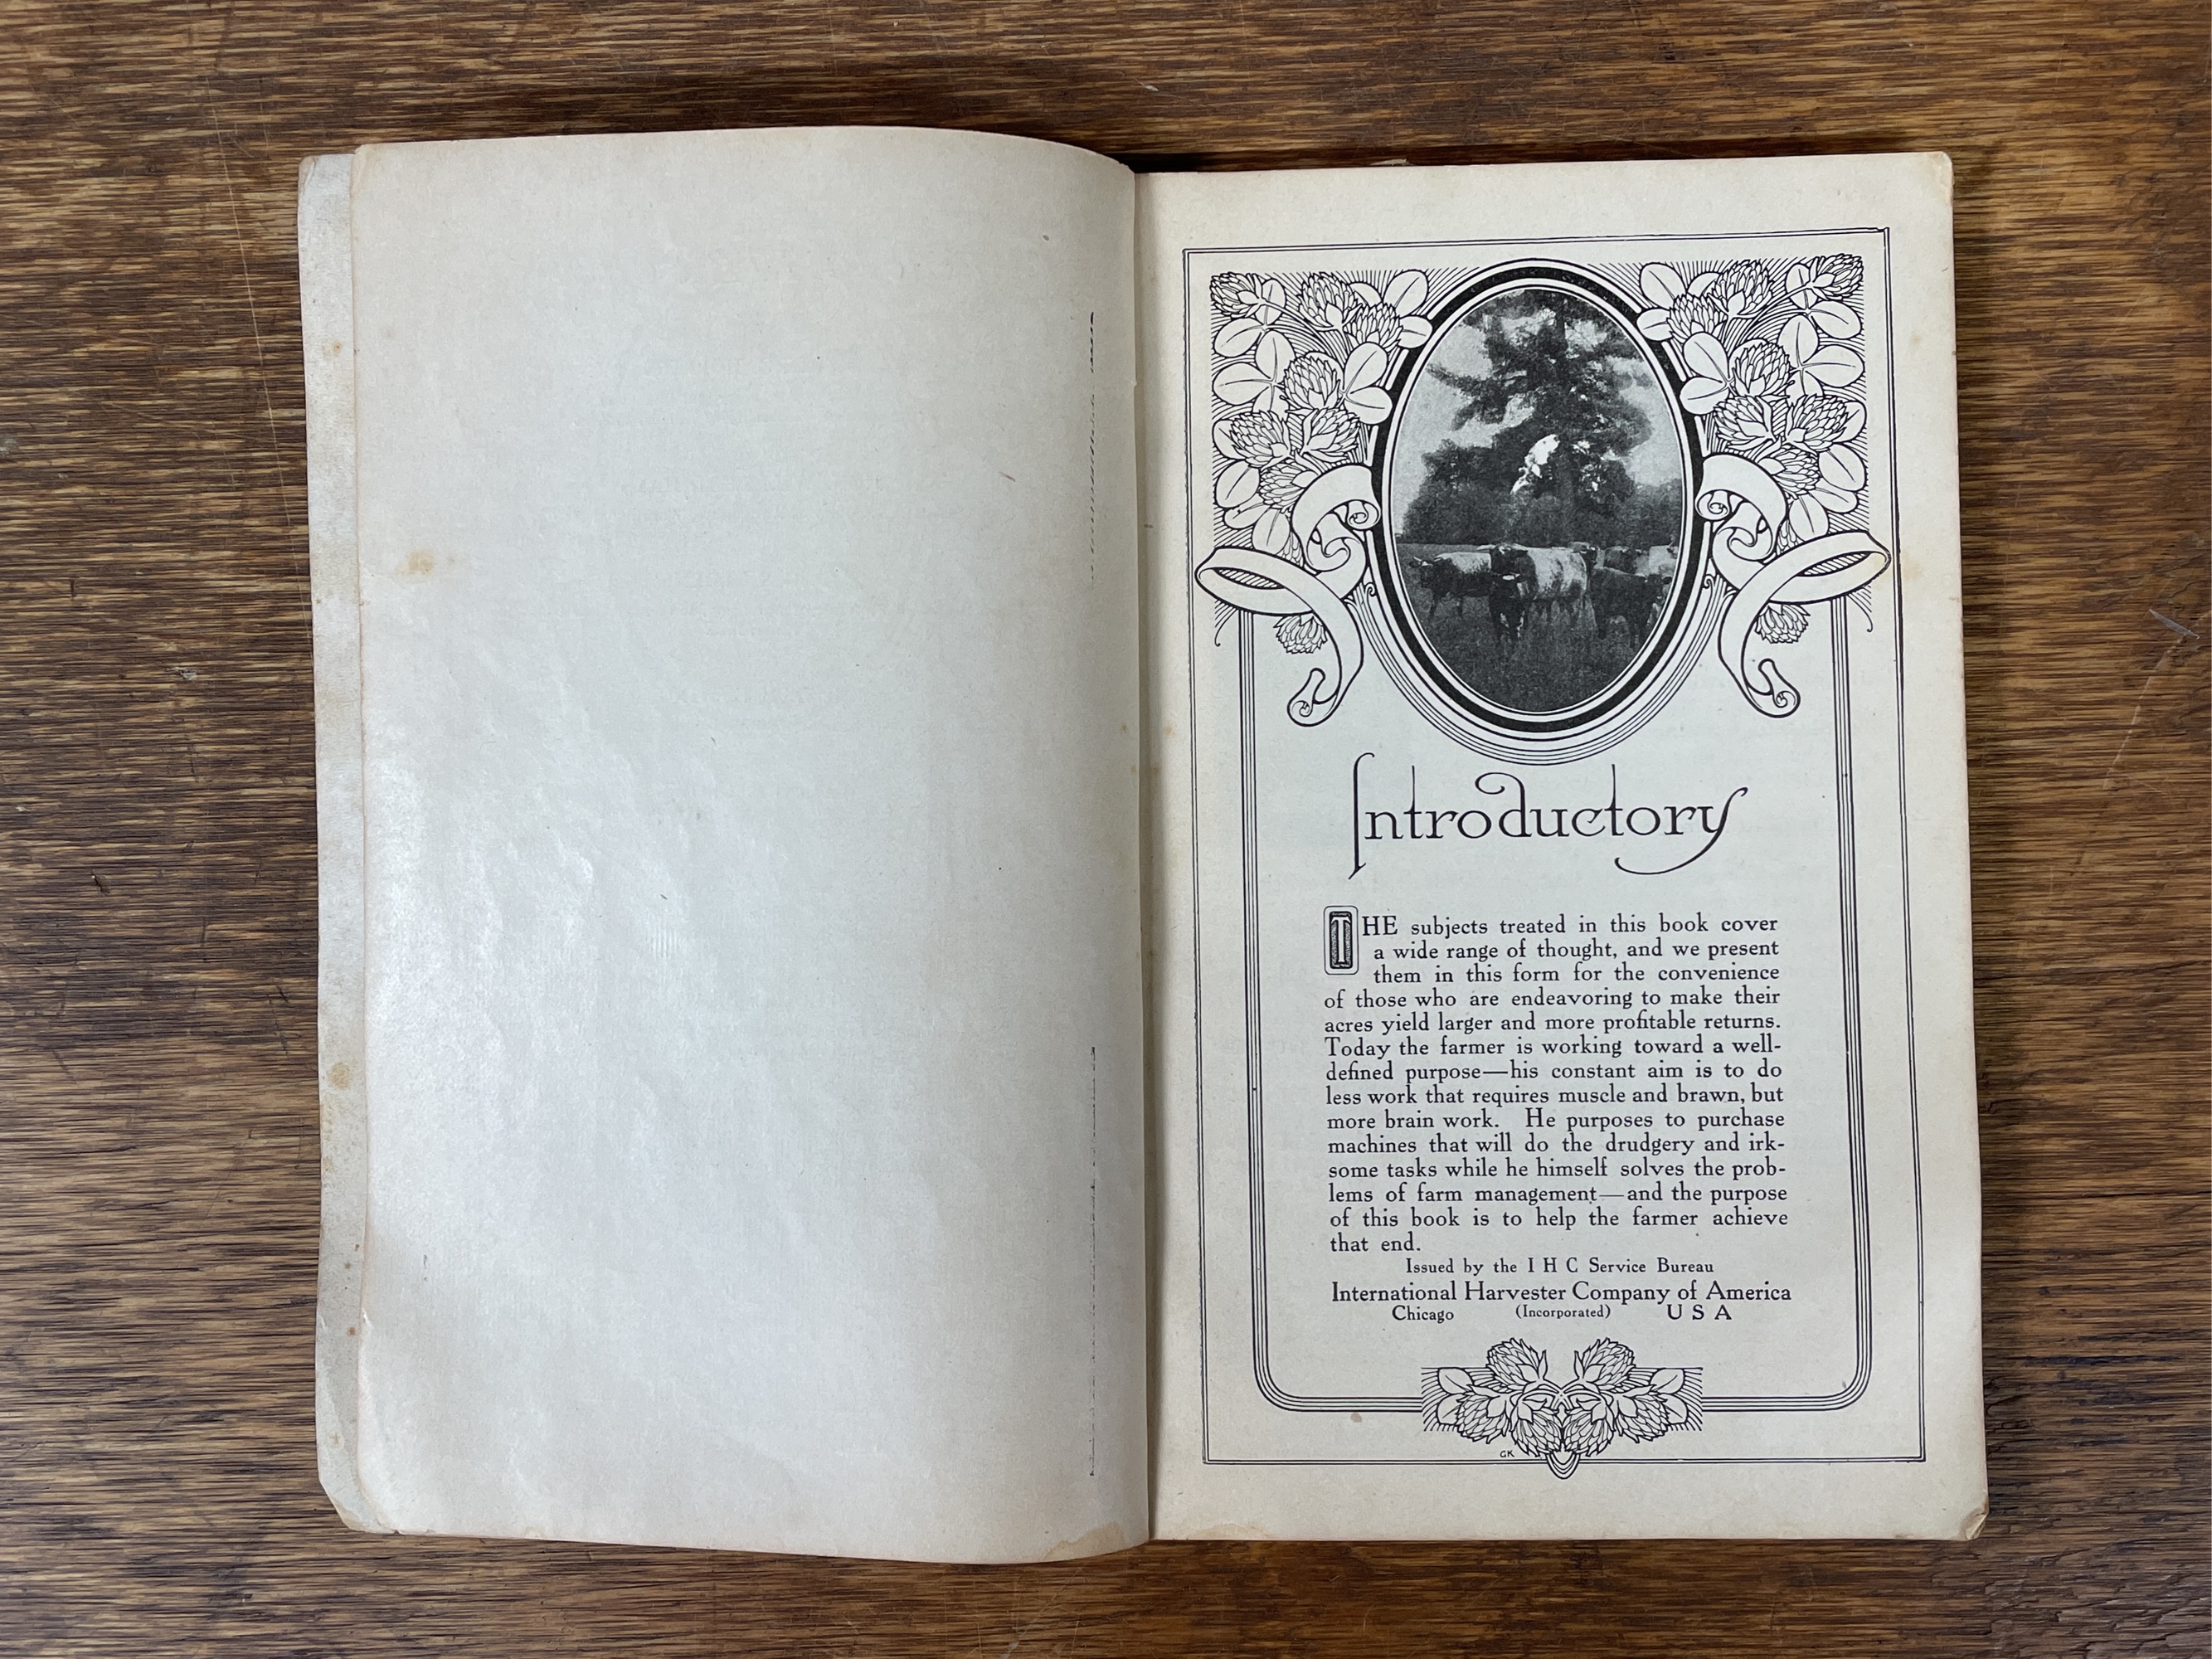 Introductory
THE subjects treated in this book cover
a wide range of thought, and we present
them in this form for the convenience
of those who are endeavoring to make their
acres yield larger and more profitable returns.
Today the farmer is working toward a well-
defined purpose—his constant aim is to do
less work that requires muscle and brawn, but
more brain work. He purposes to purchase
machines that will do the drudgery and irk-
some tasks while he himself solves the prob-
lems of farm management—and the purpose
of this book is to help the farmer achieve
that end.
Issued by the I H C Service Bureau
International Harvester Company of America
Chicago (Incorporated) U S A
GK